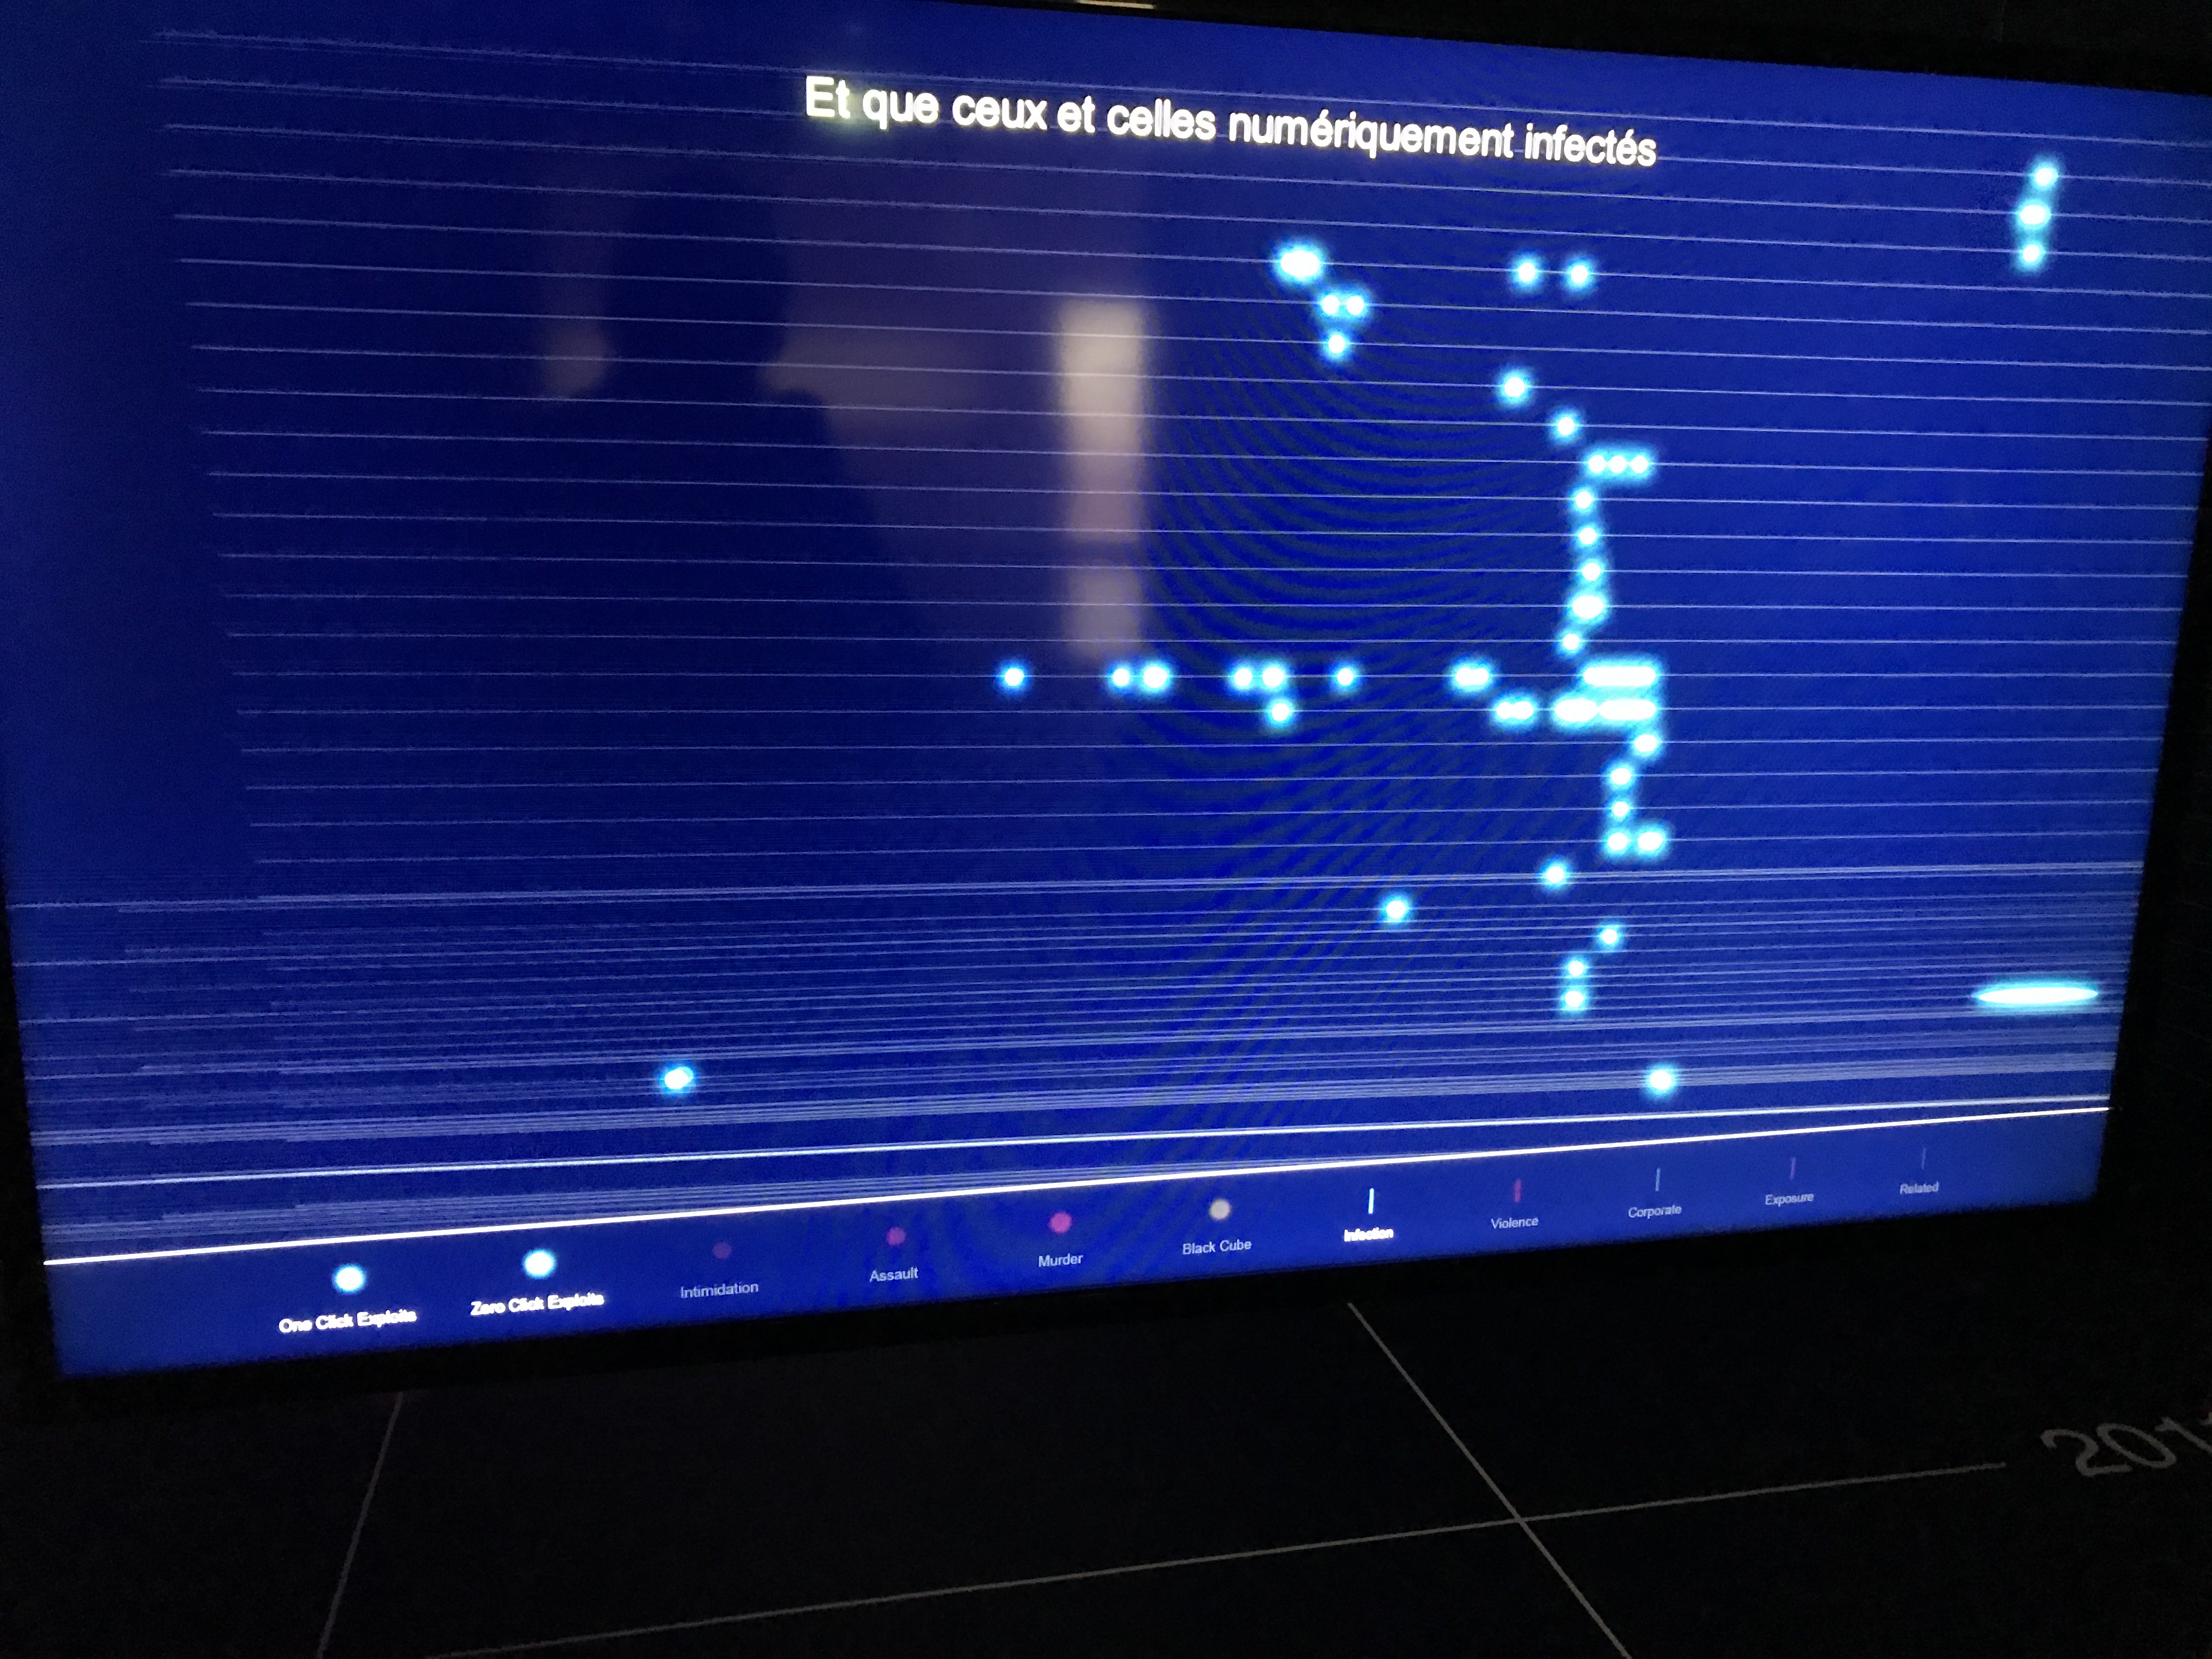 Et que ceux et celles numériquement infectés
One Click Exploits
Zero Click Exploits
Intimidation
Assault
Murder
Black Cube
Infection
Violence
Corporate
Exposure
Related